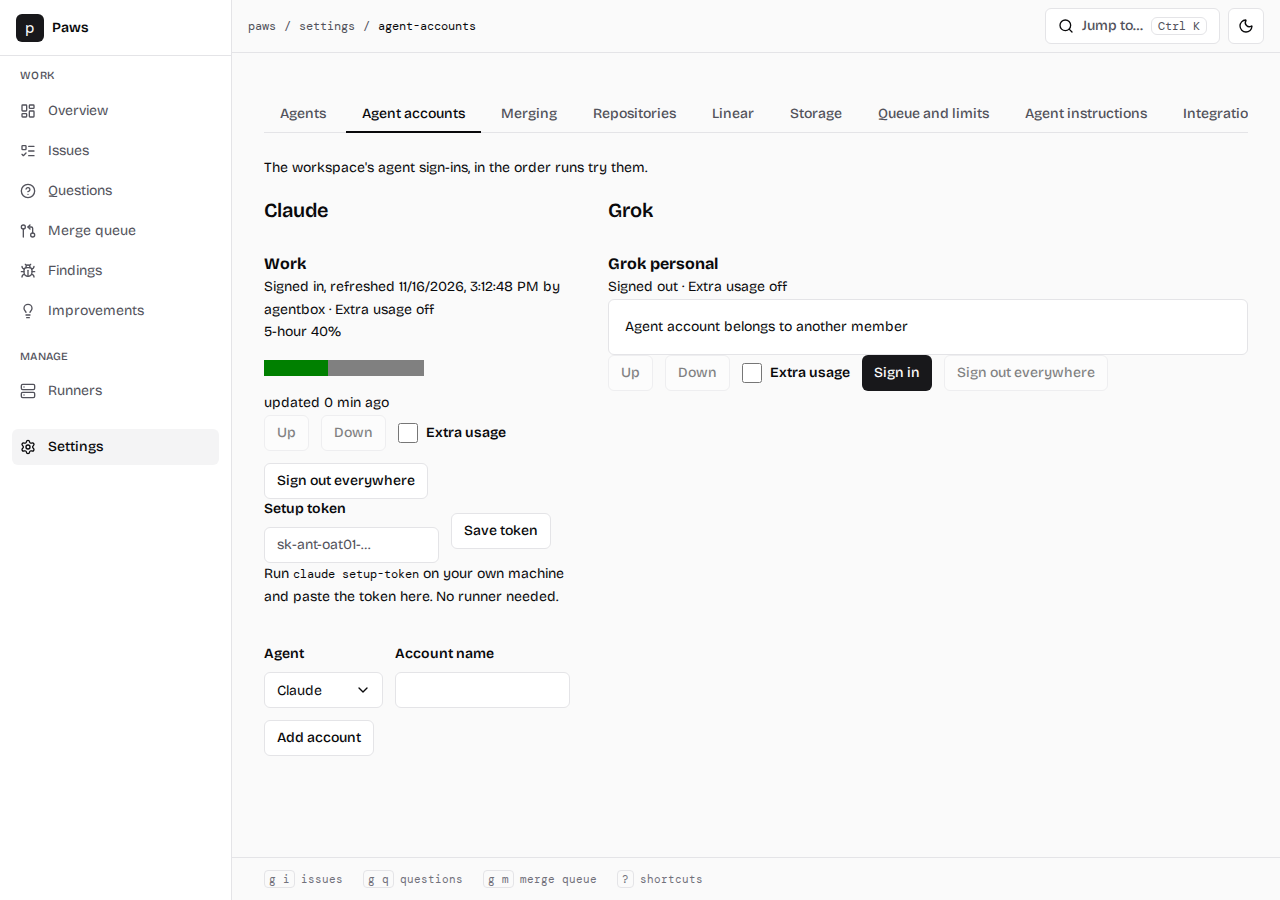 p Paws
WORK
Overview
Issues
Questions
Merge queue
Findings
Improvements
MANAGE
Runners
Settings
paws / settings / agent-accounts
Jump to... Ctrl K
Agents Agent accounts Merging Repositories Linear Storage Queue and limits Agent instructions Integratio
The workspace's agent sign-ins, in the order runs try them.
Claude
Work
Signed in, refreshed 11/16/2026, 3:12:48 PM by
agentbox · Extra usage off
5-hour 40%
updated 0 min ago
Up Down Extra usage
Sign out everywhere
Setup token
sk-ant-oat01-... Save token
Run claude setup-token on your own machine
and paste the token here. No runner needed.
Agent Account name
Claude
Add account
Grok
Grok personal
Signed out · Extra usage off
Agent account belongs to another member
Up Down Extra usage Sign in Sign out everywhere
g i issues g q questions g m merge queue ? shortcuts